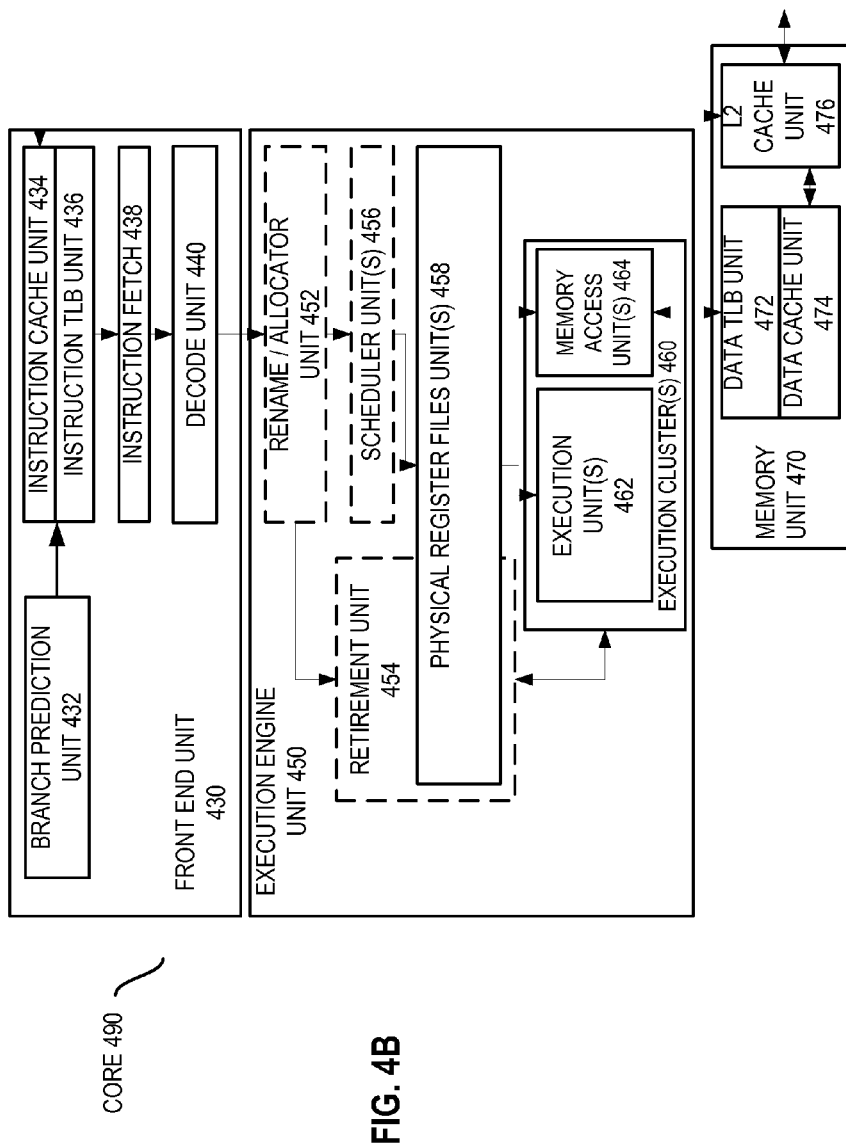 BRANCH PREDICTION
UNIT 432
INSTRUCTION CACHE UNIT 434
INSTRUCTION TLB UNIT 436
INSTRUCTION FETCH 438
DECODE UNIT 440
FRONT END UNIT
430
EXECUTION ENGINE
UNIT 450
RENAME / ALLOCATOR
UNIT 452
SCHEDULER UNIT(S) 456
RETIREMENT UNIT
454
PHYSICAL REGISTER FILES UNIT(S) 458
EXECUTION
UNIT(S)
462
MEMORY
ACCESS
UNIT(S) 464
EXECUTION CLUSTER(S) 460
MEMORY
UNIT 470
DATA TLB UNIT
472
DATA CACHE UNIT
474
L2
CACHE
UNIT
476
CORE 490
FIG. 4B